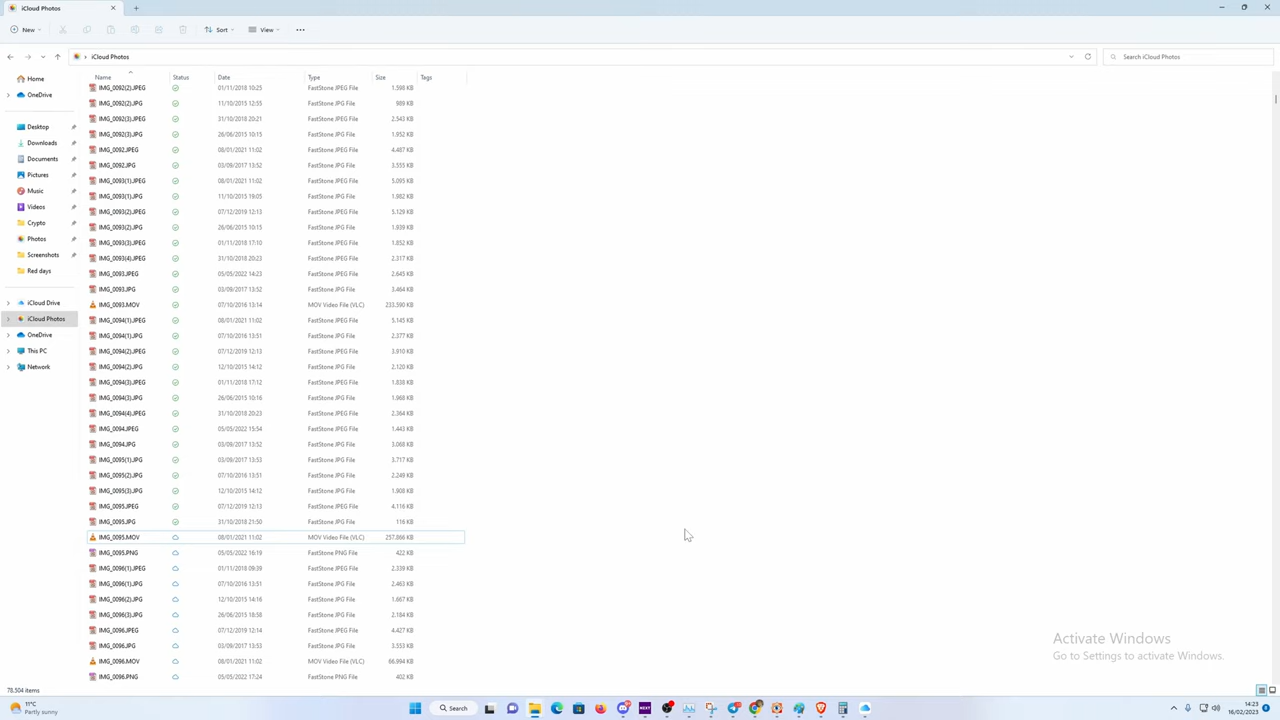 iCloud Photos
New
Sort
View
iCloud Photos
Search iCloud Photos
Home
OneDrive
Desktop
Downloads
Documents
Pictures
Music
Videos
Crypto
Photos
Screenshots
Red days
iCloud Drive
iCloud Photos
OneDrive
This PC
Network
Name Status Date Type Size Tags
IMG_0092(2).JPEG 01/11/2018 10:25 FastStone JPEG File 1.598 KB
IMG_0092(2).JPG 11/10/2015 12:55 FastStone JPG File 989 KB
IMG_0092(3).JPEG 31/10/2018 20:21 FastStone JPEG File 2.543 KB
IMG_0092(3).JPG 26/06/2015 10:15 FastStone JPG File 1.952 KB
IMG_0092.JPEG 08/01/2021 11:02 FastStone JPEG File 4.487 KB
IMG_0092.JPG 03/09/2017 13:52 FastStone JPG File 3.555 KB
IMG_0093(1).JPEG 08/01/2021 11:02 FastStone JPEG File 5.095 KB
IMG_0093(1).JPG 11/10/2015 19:05 FastStone JPG File 1.982 KB
IMG_0093(2).JPEG 07/12/2019 12:13 FastStone JPEG File 5.129 KB
IMG_0093(2).JPG 26/06/2015 10:15 FastStone JPG File 1.939 KB
IMG_0093(3).JPEG 01/11/2018 17:10 FastStone JPEG File 1.852 KB
IMG_0093(4).JPEG 31/10/2018 20:23 FastStone JPEG File 2.317 KB
IMG_0093.JPEG 05/05/2022 14:23 FastStone JPEG File 2.645 KB
IMG_0093.JPG 03/09/2017 13:52 FastStone JPG File 3.464 KB
IMG_0093.MOV 07/10/2016 13:14 MOV Video File (VLC) 233.590 KB
IMG_0094(1).JPEG 08/01/2021 11:02 FastStone JPEG File 5.145 KB
IMG_0094(1).JPG 07/10/2016 13:51 FastStone JPG File 2.377 KB
IMG_0094(2).JPEG 07/12/2019 12:13 FastStone JPEG File 3.910 KB
IMG_0094(2).JPG 12/10/2015 14:12 FastStone JPG File 2.120 KB
IMG_0094(3).JPEG 01/11/2018 17:12 FastStone JPEG File 1.838 KB
IMG_0094(3).JPG 26/06/2015 10:16 FastStone JPG File 1.968 KB
IMG_0094(4).JPEG 31/10/2018 20:23 FastStone JPEG File 2.364 KB
IMG_0094.JPEG 05/05/2022 15:54 FastStone JPEG File 1.443 KB
IMG_0094.JPG 03/09/2017 13:52 FastStone JPG File 3.068 KB
IMG_0095(1).JPG 03/09/2017 13:53 FastStone JPG File 3.717 KB
IMG_0095(2).JPG 07/10/2016 13:51 FastStone JPG File 2.249 KB
IMG_0095(3).JPG 12/10/2015 14:12 FastStone JPG File 1.908 KB
IMG_0095.JPEG 07/12/2019 12:13 FastStone JPEG File 4.116 KB
IMG_0095.JPG 31/10/2018 21:50 FastStone JPG File 116 KB
IMG_0095.MOV 08/01/2021 11:02 MOV Video File (VLC) 257.866 KB
IMG_0095.PNG 05/05/2022 16:19 FastStone PNG File 422 KB
IMG_0096(1).JPEG 01/11/2018 09:39 FastStone JPEG File 2.339 KB
IMG_0096(1).JPG 07/10/2016 13:51 FastStone JPG File 2.463 KB
IMG_0096(2).JPG 12/10/2015 14:16 FastStone JPG File 1.667 KB
IMG_0096(3).JPG 26/06/2015 18:58 FastStone JPG File 2.184 KB
IMG_0096.JPEG 07/12/2019 12:14 FastStone JPEG File 4.427 KB
IMG_0096.JPG 03/09/2017 13:53 FastStone JPG File 3.553 KB
IMG_0096.MOV 08/01/2021 11:02 MOV Video File (VLC) 66.994 KB
IMG_0096.PNG 05/05/2022 17:24 FastStone PNG File 402 KB
Activate Windows
Go to Settings to activate Windows.
78.504 items
11°C
Partly sunny
Search
NEXT
14:23
16/02/2023